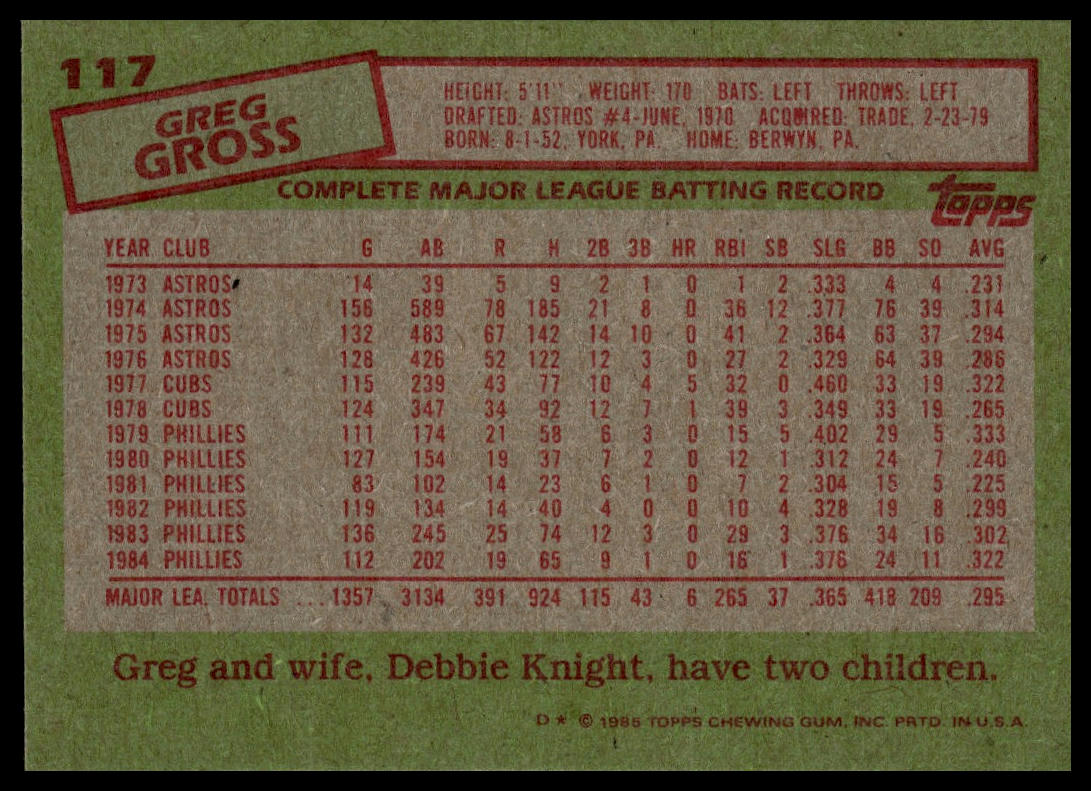 117
GREG
GROSS
HEIGHT: 5'11" WEIGHT: 170 BATS: LEFT THROWS: LEFT
DRAFTED: ASTROS #4-JUNE, 1970 ACQUIRED: TRADE, 2-23-79
BORN: 8-1-52, YORK, PA. HOME: BERWYN, PA.
COMPLETE MAJOR LEAGUE BATTING RECORD
TOPPS
YEAR CLUB G AB R H 2B 3B HR RBI SB SLG BB SO AVG
1973 ASTROS 14 39 5 9 2 1 0 1 2 .333 4 4 .231
1974 ASTROS 156 589 78 185 21 8 0 36 12 .377 76 39 .314
1975 ASTROS 132 483 67 142 14 10 0 41 2 .364 63 37 .294
1976 ASTROS 128 426 52 122 12 3 0 27 2 .329 64 39 .286
1977 CUBS 115 239 43 77 10 4 5 32 0 .460 33 19 .322
1978 CUBS 124 347 34 92 12 7 1 39 3 .349 33 19 .265
1979 PHILLIES 111 174 21 58 6 3 0 15 5 .402 29 5 .333
1980 PHILLIES 127 154 19 37 7 2 0 12 1 .312 24 7 .240
1981 PHILLIES 83 102 14 23 6 1 0 7 2 .304 15 5 .225
1982 PHILLIES 119 134 14 40 4 0 0 10 4 .328 19 8 .299
1983 PHILLIES 136 245 25 74 12 3 0 29 3 .376 34 16 .302
1984 PHILLIES 112 202 19 65 9 1 0 16 1 .376 24 11 .322
MAJOR LEA. TOTALS ... 1357 3134 391 924 115 43 6 265 37 .365 418 209 .295
Greg and wife, Debbie Knight, have two children.
D* © 1985 TOPPS CHEWING GUM, INC. PRTD. IN U.S.A.